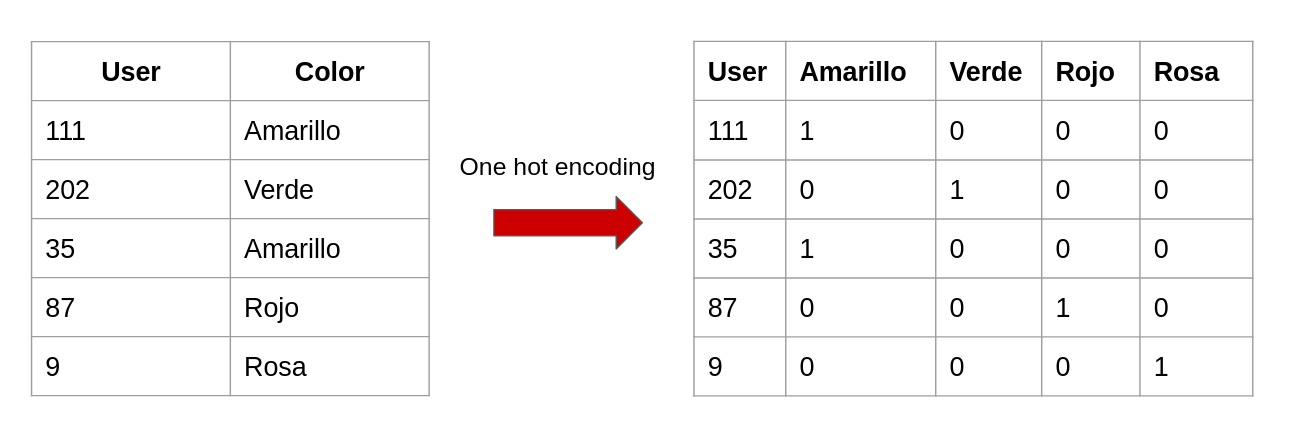 User Color
111 Amarillo
202 Verde
35 Amarillo
87 Rojo
9 Rosa
One hot encoding
User Amarillo Verde Rojo Rosa
111 1 0 0 0
202 0 1 0 0
35 1 0 0 0
87 0 0 1 0
9 0 0 0 1